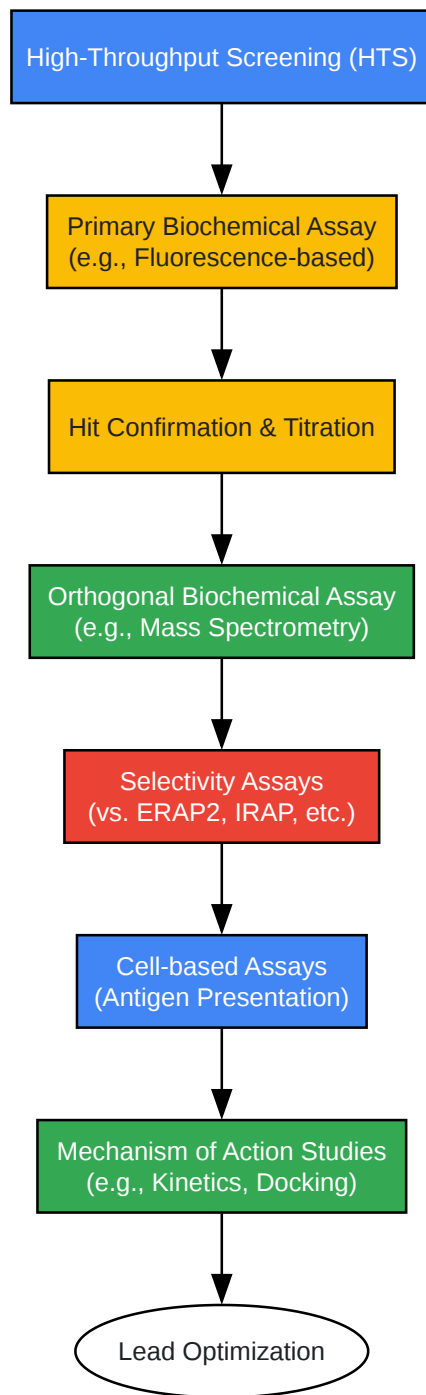 High-Throughput Screening (HTS)
Primary Biochemical Assay
(e.g., Fluorescence-based)
Hit Confirmation & Titration
Orthogonal Biochemical Assay
(e.g., Mass Spectrometry)
Selectivity Assays
(vs. ERAP2, IRAP, etc.)
Cell-based Assays
(Antigen Presentation)
Mechanism of Action Studies
(e.g., Kinetics, Docking)
Lead Optimization